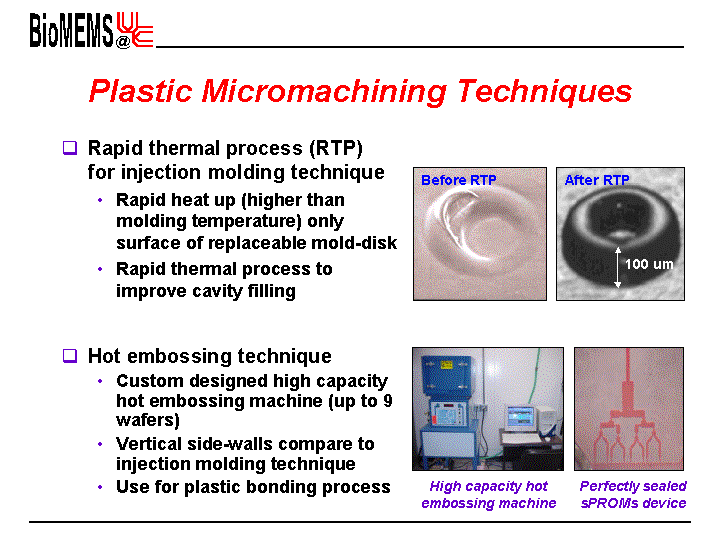 BioMEMS@UC
Plastic Micromachining Techniques
Rapid thermal process (RTP)
for injection molding technique
• Rapid heat up (higher than
molding temperature) only
surface of replaceable mold-disk
• Rapid thermal process to
improve cavity filling
Before RTP
After RTP
100 um
Hot embossing technique
• Custom designed high capacity
hot embossing machine (up to 9
wafers)
• Vertical side-walls compare to
injection molding technique
• Use for plastic bonding process
High capacity hot
embossing machine
Perfectly sealed
sPROMs device